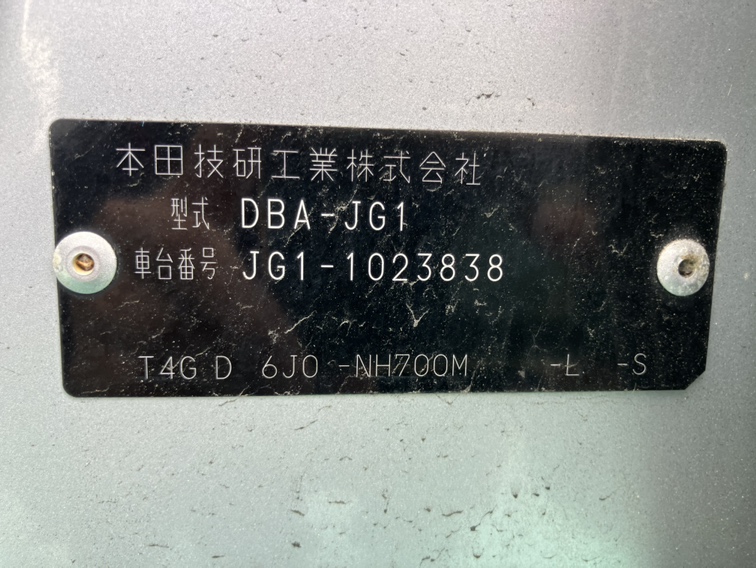 本田技研工業株式会社
型式 DBA-JG1
車台番号 JG1-1023838
T4G D 6J0 -NH700M -L -S